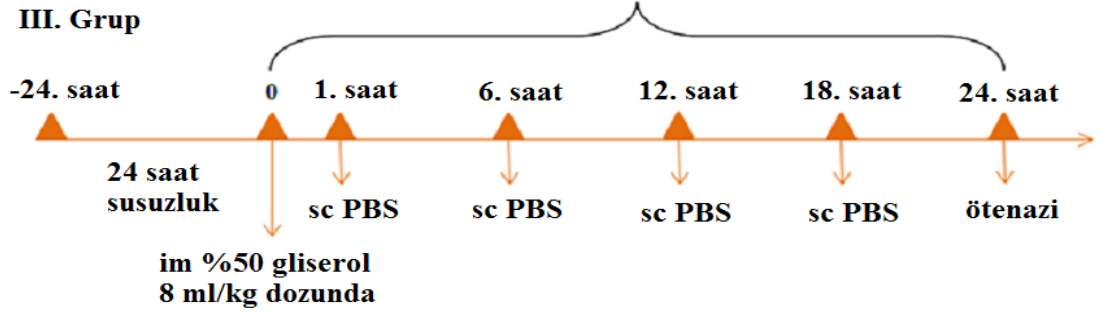 III. Grup
-24. saat 0 1. saat 6. saat 12. saat 18. saat 24. saat
24 saat
susuzluk
sc PBS sc PBS sc PBS sc PBS ötenazi
im %50 gliserol
8 ml/kg dozunda